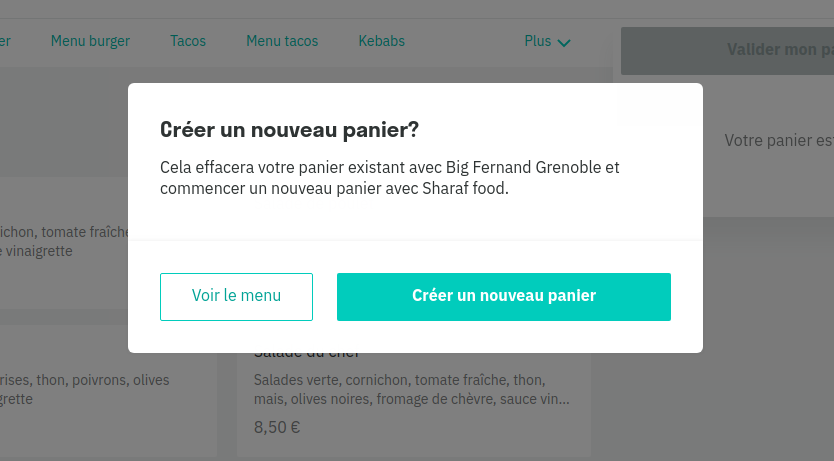 er Menu burger Tacos Menu tacos Kebabs Plus
Valider mon pa
Votre panier es
Créer un nouveau panier?
Cela effacera votre panier existant avec Big Fernand Grenoble et
commencer un nouveau panier avec Sharaf food.
Voir le menu
Créer un nouveau panier
ichon, tomate fraîche
e vinaigrette
rises, thon, poivrons, olives
grette
Salade du chef
Salades verte, cornichon, tomate fraîche, thon,
mais, olives noires, fromage de chèvre, sauce vin...
8,50 €